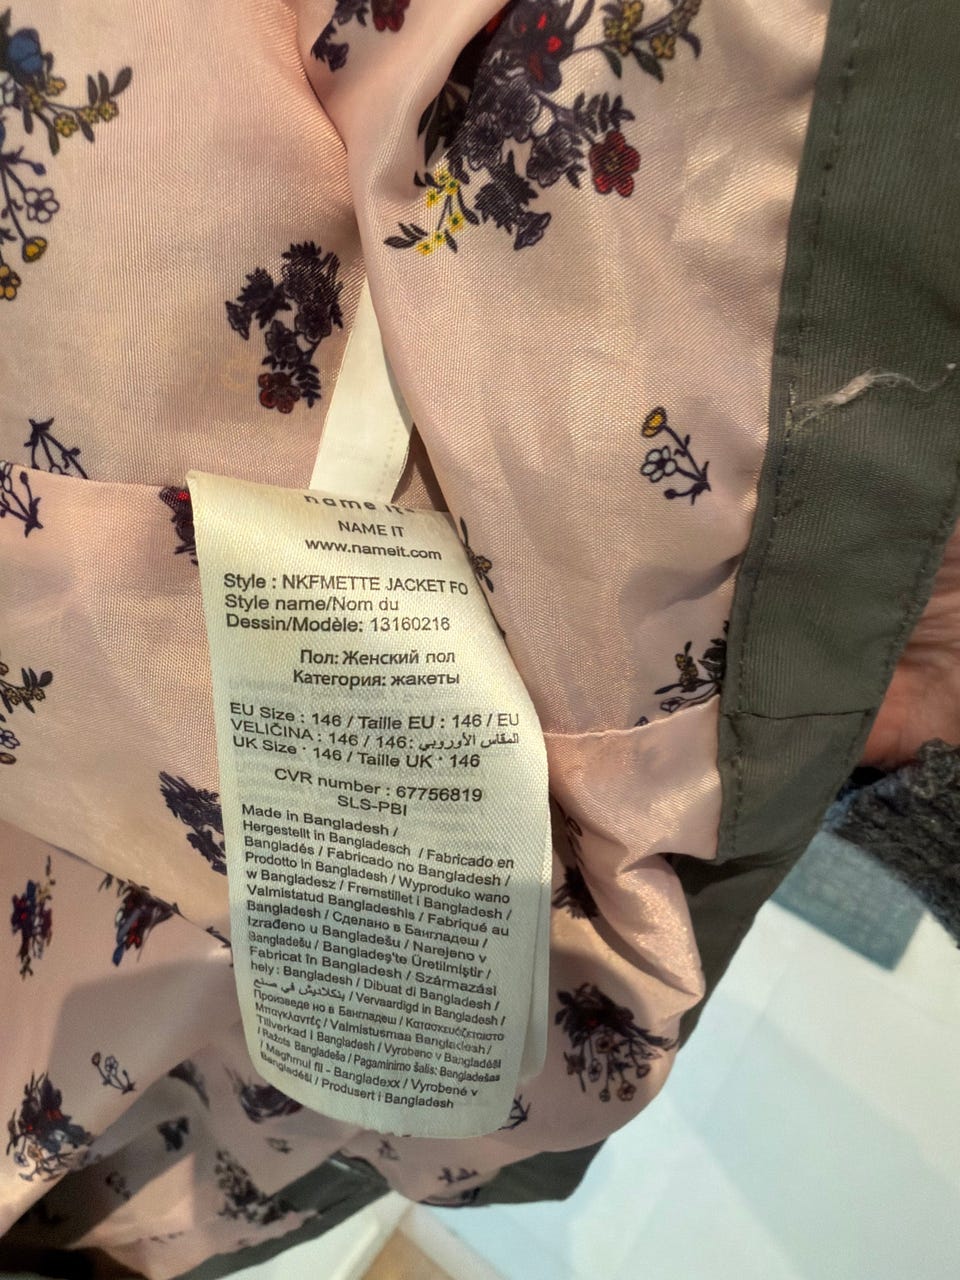 name it
NAME IT
www.nameit.com
Style : NKFMETTE JACKET FO
Style name/Nom du
Dessin/Modèle: 13160216
Пол: Женский пол
Категория: жакеты
EU Size : 146 / Taille EU : 146 / EU
VELIČINA : 146 / 146 : المقاس الأوروبي
UK Size : 146 / Taille UK : 146
CVR number : 67756819
SLS-PBI
Made in Bangladesh /
Hergestellt in Bangladesch / Fabricado en
Bangladés / Fabricado no Bangladesh /
Prodotto in Bangladesh / Wyproduko wano
w Bangladesz / Fremstillet i Bangladesh /
Valmistatud Bangladeshis / Fabriqué au
Bangladesh / Сделано в Бангладеш /
Izrađeno u Bangladešu / Narejeno v
Bangladešu / Bangladeş'te Üretilmiştir /
Fabricat în Bangladesh / Származási
hely : Bangladesh / Dibuat di Bangladesh /
بنكلاديش في صنع / Vervaardigd in Bangladesh /
Произведе но в Бангладеш / Κατασκευάζεταιστο
Μπαγκλαντές / Valmistusmaa Bangladesh /
Tillverkad i Bangladesh / Vyrobeno v Bangladéši
/ Ražots Bangladeša / Pagaminimo šalis: Bangladešas
/ Magħmul fil - Bangladexx / Vyrobené v
Bangladéši / Produsert i Bangladesh